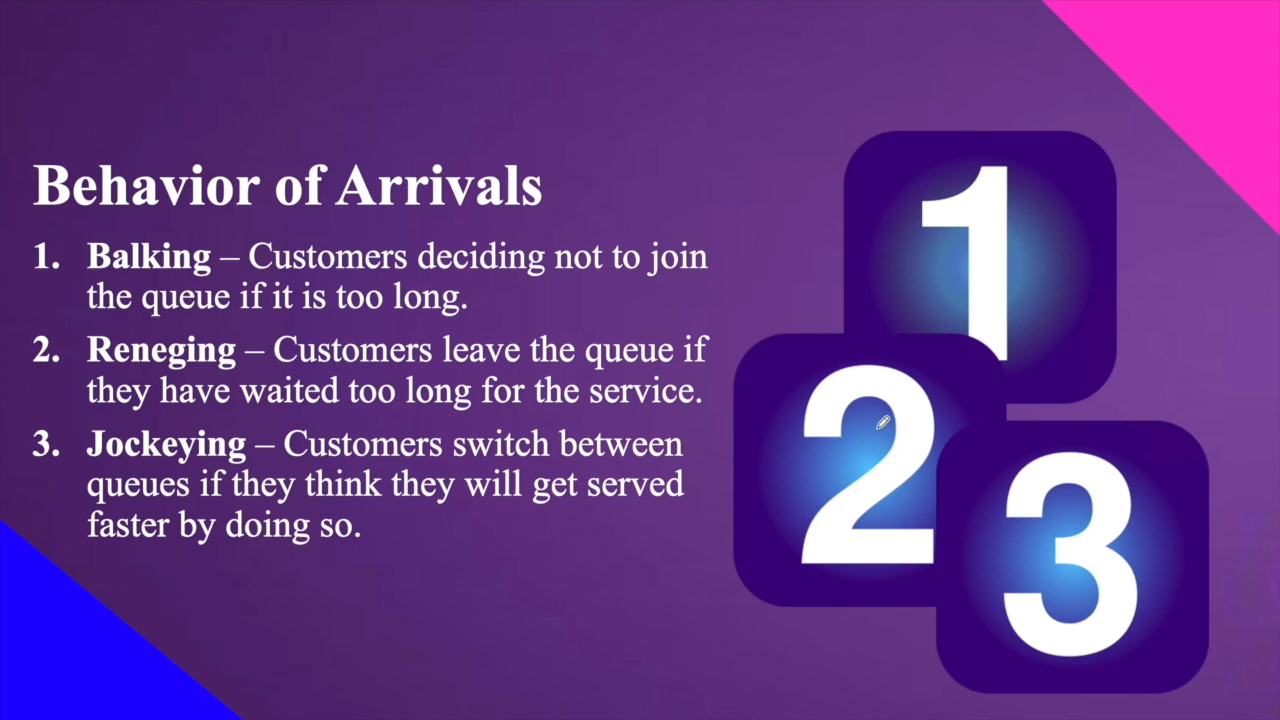 Behavior of Arrivals
1. Balking – Customers deciding not to join
the queue if it is too long.
2. Reneging – Customers leave the queue if
they have waited too long for the service.
3. Jockeying – Customers switch between
queues if they think they will get served
faster by doing so.
1
2
3